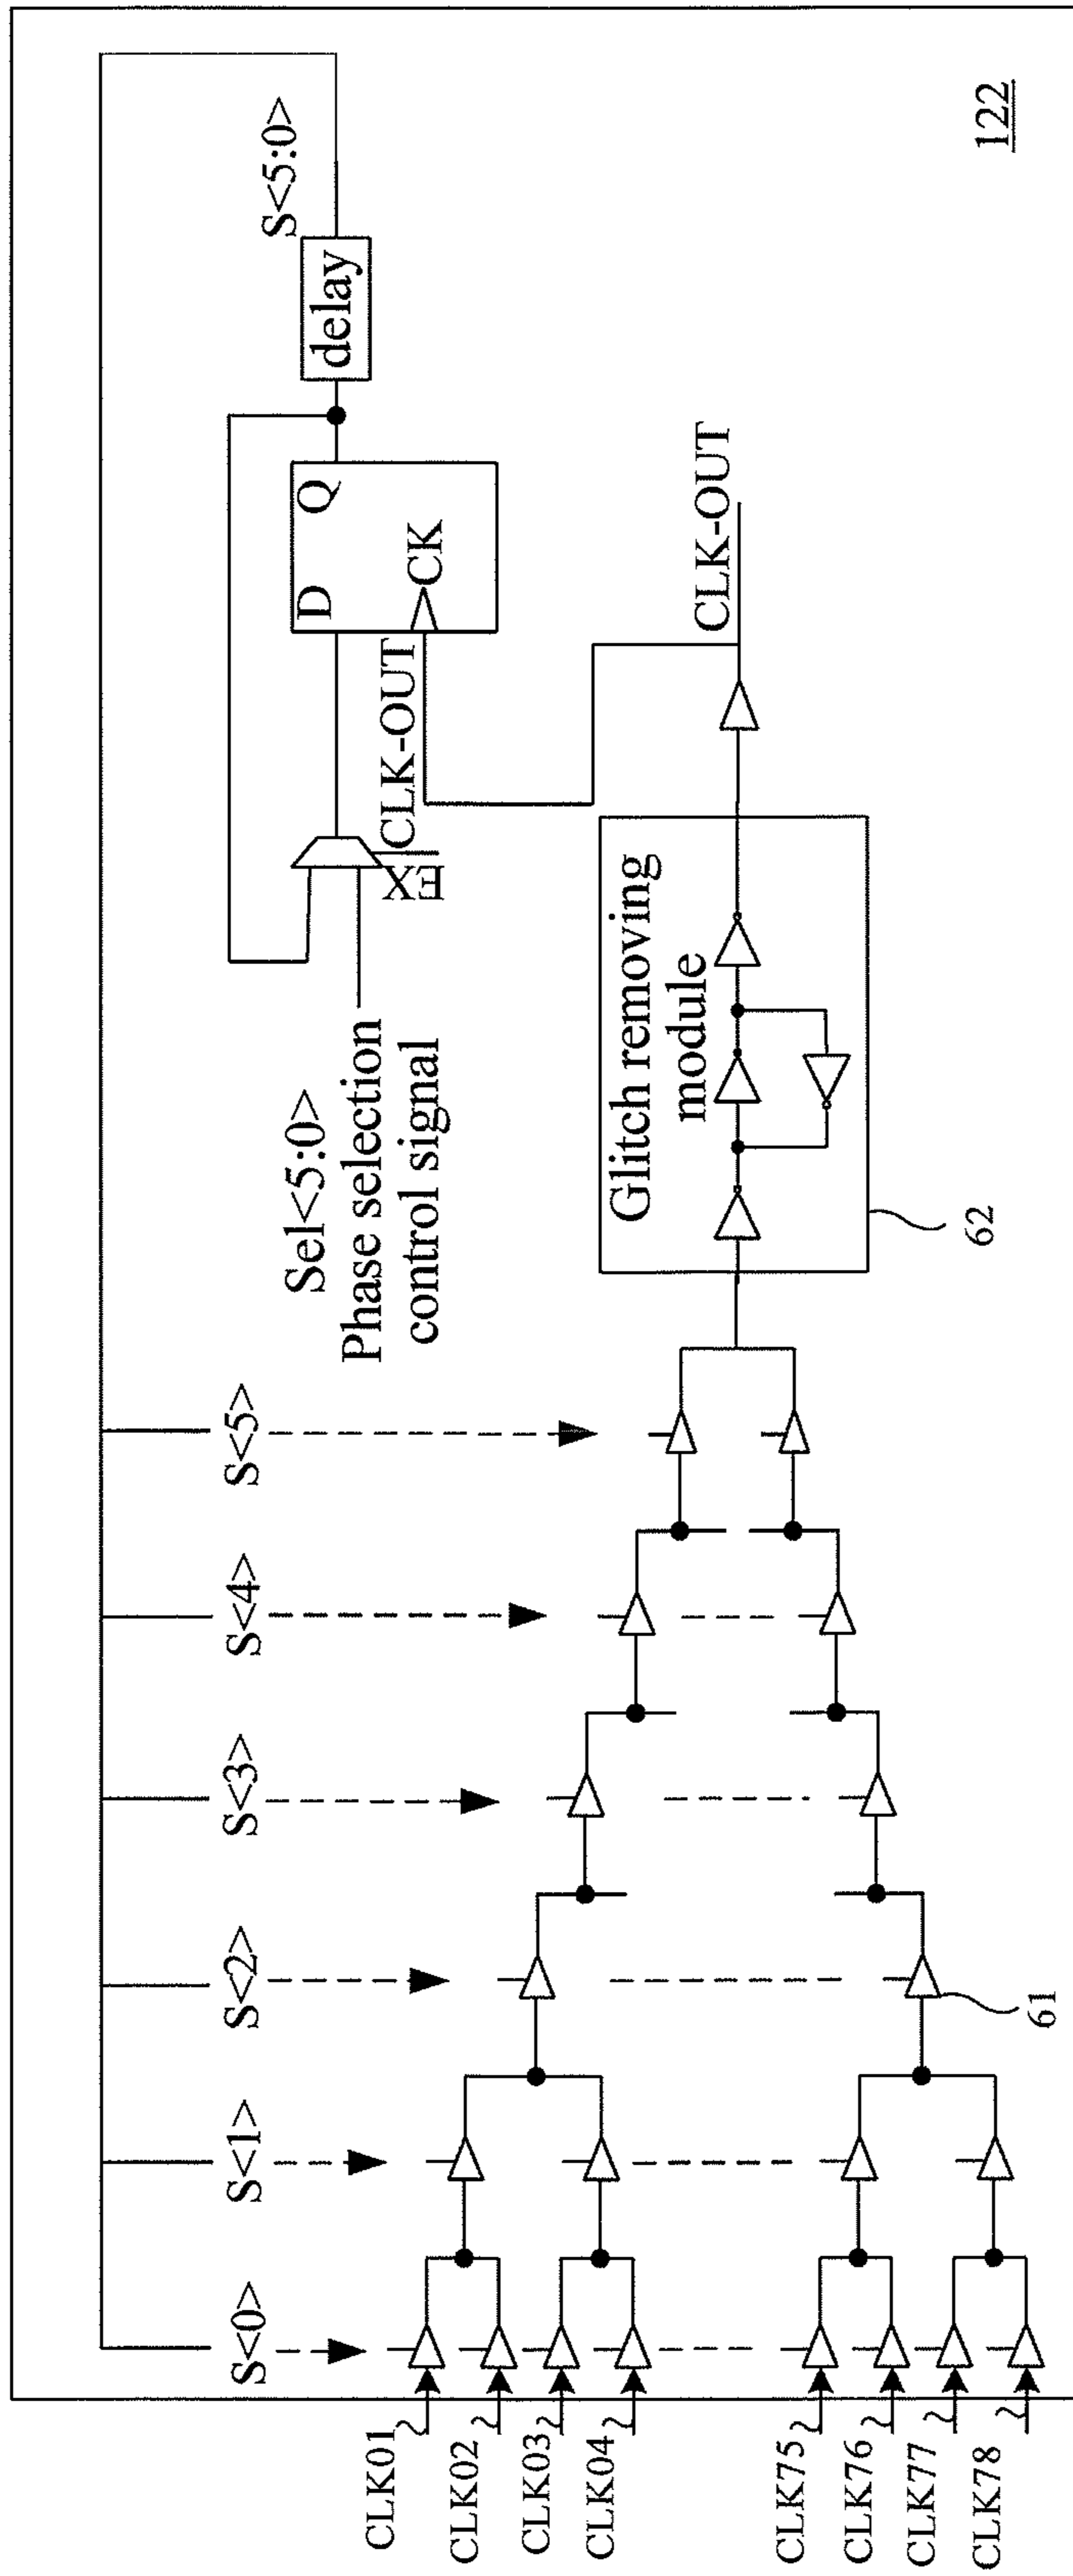 S<0>
S<1>
S<2>
S<3>
S<4>
S<5>
Sel<5:0>
Phase selection
control signal
EX
CLK-OUT
D
Q
CK
delay
S<5:0>
CLK01
CLK02
CLK03
CLK04
CLK75
CLK76
CLK77
CLK78
61
Glitch removing
module
62
CLK-OUT
122